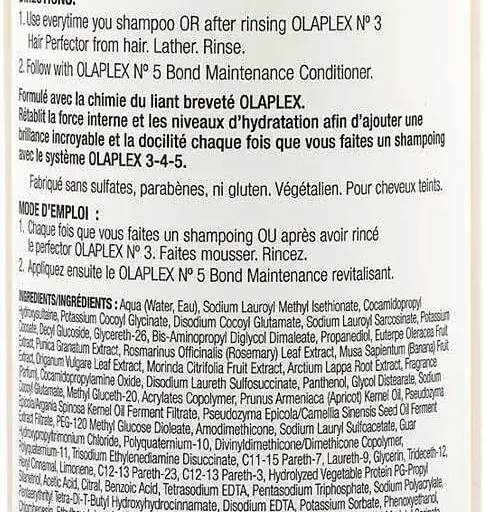 DIRECTIONS:
1. Use everytime you shampoo OR after rinsing OLAPLEX Nº 3
Hair Perfector from hair. Lather. Rinse.
2. Follow with OLAPLEX Nº 5 Bond Maintenance Conditioner.
Formulé avec la chimie du liant breveté OLAPLEX.
Rétablit la force interne et les niveaux d'hydratation afin d'ajouter une
brillance incroyable et la docilité chaque fois que vous faites un shampoing
avec le système OLAPLEX 3-4-5.
Fabriqué sans sulfates, parabènes, ni gluten. Végétalien. Pour cheveux teints.
MODE D'EMPLOI :
1. Chaque fois que vous faites un shampoing OU après avoir rincé
le perfector OLAPLEX Nº 3. Faites mousser. Rincez.
2. Appliquez ensuite le OLAPLEX Nº 5 Bond Maintenance revitalisant.
INGREDIENTS/INGRÉDIENTS : Aqua (Water, Eau), Sodium Lauroyl Methyl Isethionate, Cocamidopropyl
Hydroxysultaine, Potassium Cocoyl Glycinate, Disodium Cocoyl Glutamate, Sodium Lauroyl Sarcosinate, Potassium
Cocoate, Decyl Glucoside, Glycereth-26, Bis-Aminopropyl Diglycol Dimaleate, Propanediol, Euterpe Oleracea Fruit
Extract, Punica Granatum Extract, Rosmarinus Officinalis (Rosemary) Leaf Extract, Musa Sapientum (Banana) Fruit
Extract, Origanum Vulgare Leaf Extract, Morinda Citrifolia Fruit Extract, Arctium Lappa Root Extract, Fragrance
(Parfum), Cocamidopropylamine Oxide, Disodium Laureth Sulfosuccinate, Panthenol, Glycol Distearate, Sodium
Cocoyl Glutamate, Methyl Gluceth-20, Acrylates Copolymer, Prunus Armeniaca (Apricot) Kernel Oil, Pseudozyma
Epicola/Argania Spinosa Kernel Oil Ferment Filtrate, Pseudozyma Epicola/Camellia Sinensis Seed Oil Ferment
Extract Filtrate, PEG-120 Methyl Glucose Dioleate, Amodimethicone, Sodium Lauryl Sulfoacetate, Guar
Hydroxypropyltrimonium Chloride, Polyquaternium-10, Divinyldimethicone/Dimethicone Copolymer,
Polyquaternium-11, Trisodium Ethylenediamine Disuccinate, C11-15 Pareth-7, Laureth-9, Glycerin, Trideceth-12,
Hexyl Cinnamal, Limonene, C12-13 Pareth-23, C12-13 Pareth-3, Hydrolyzed Vegetable Protein PG-Propyl
Silanetriol, Acetic Acid, Citral, Benzoic Acid, Tetrasodium EDTA, Pentasodium Triphosphate, Sodium Polyacrylate,
Pentaerythrityl Tetra-Di-T-Butyl Hydroxyhydrocinnamate, Disodium EDTA, Potassium Sorbate, Phenoxyethanol,